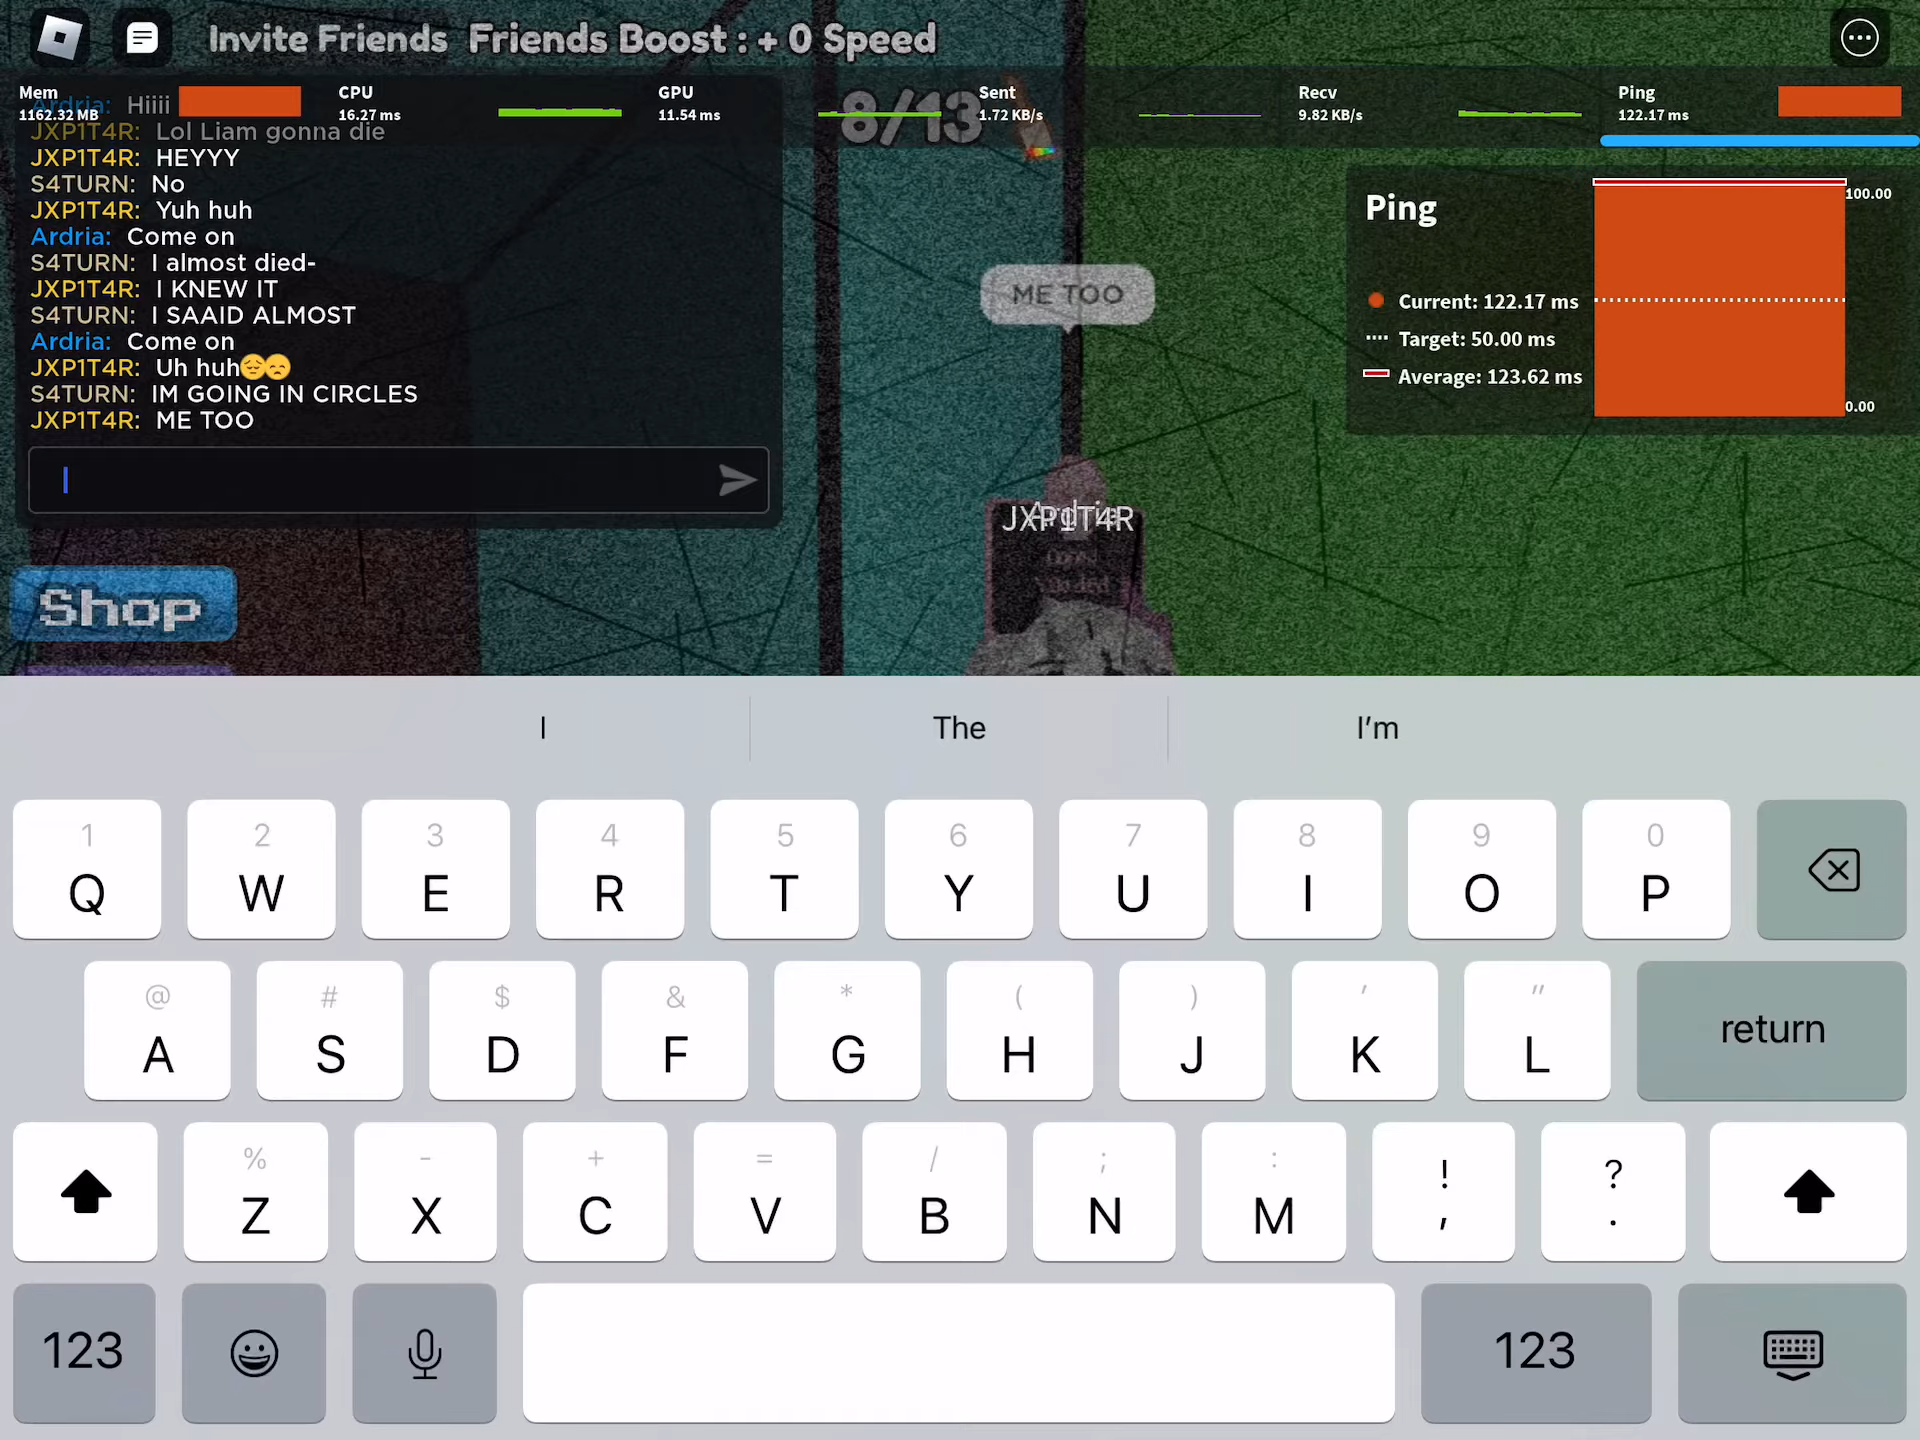 Invite Friends Friends Boost : + 0 Speed
Mem
1162.32 MB
CPU
16.27 ms
GPU
11.54 ms
Sent
1.72 KB/s
Recv
9.82 KB/s
Ping
122.17 ms
8/13
Ardria: Hiiii
JXP1T4R: Lol Liam gonna die
JXP1T4R: HEYYY
S4TURN: No
JXP1T4R: Yuh huh
Ardria: Come on
S4TURN: I almost died-
JXP1T4R: I KNEW IT
S4TURN: I SAAID ALMOST
Ardria: Come on
JXP1T4R: Uh huh😔😞
S4TURN: IM GOING IN CIRCLES
JXP1T4R: ME TOO
Ping
100.00
Current: 122.17 ms
Target: 50.00 ms
Average: 123.62 ms
0.00
ME TOO
Ardria
JXP1T4R
Shop
I The I'm
1 2 3 4 5 6 7 8 9 0
Q W E R T Y U I O P
@ # $ & * ( ) ' "
A S D F G H J K L return
% - + = / ; : ! ?
Z X C V B N M , .
123 123